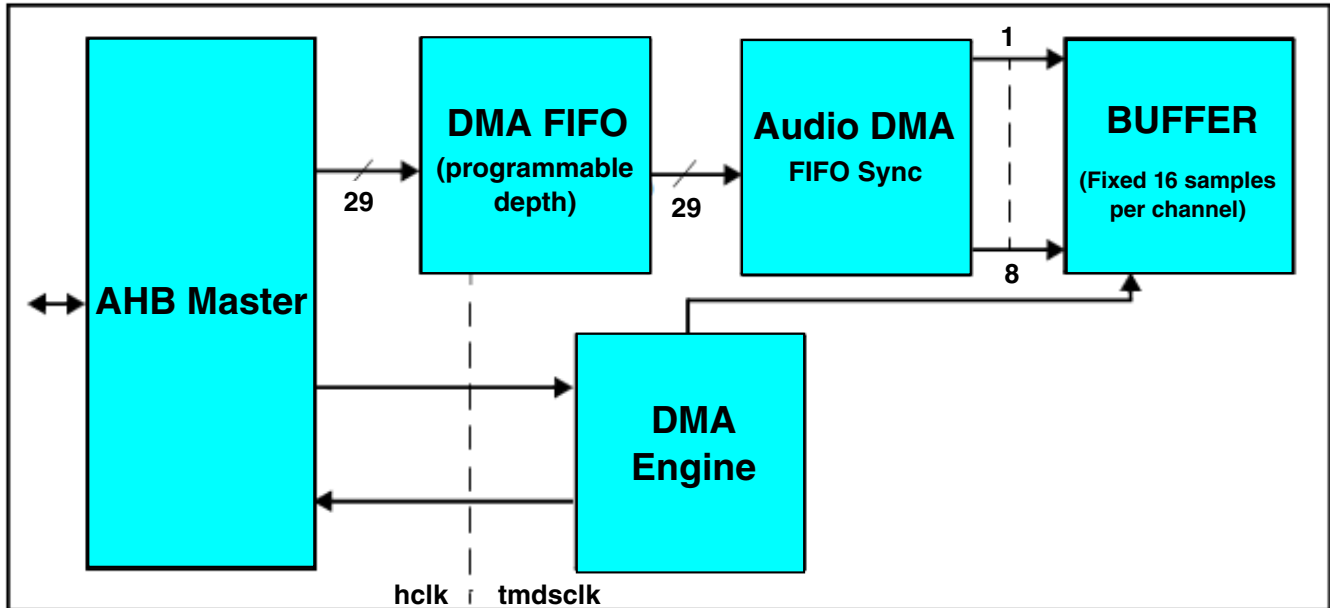 AHB Master
29
DMA FIFO
(programmable
depth)
29
Audio DMA
FIFO Sync
1
8
BUFFER
(Fixed 16 samples
per channel)
DMA
Engine
hclk
tmdsclk